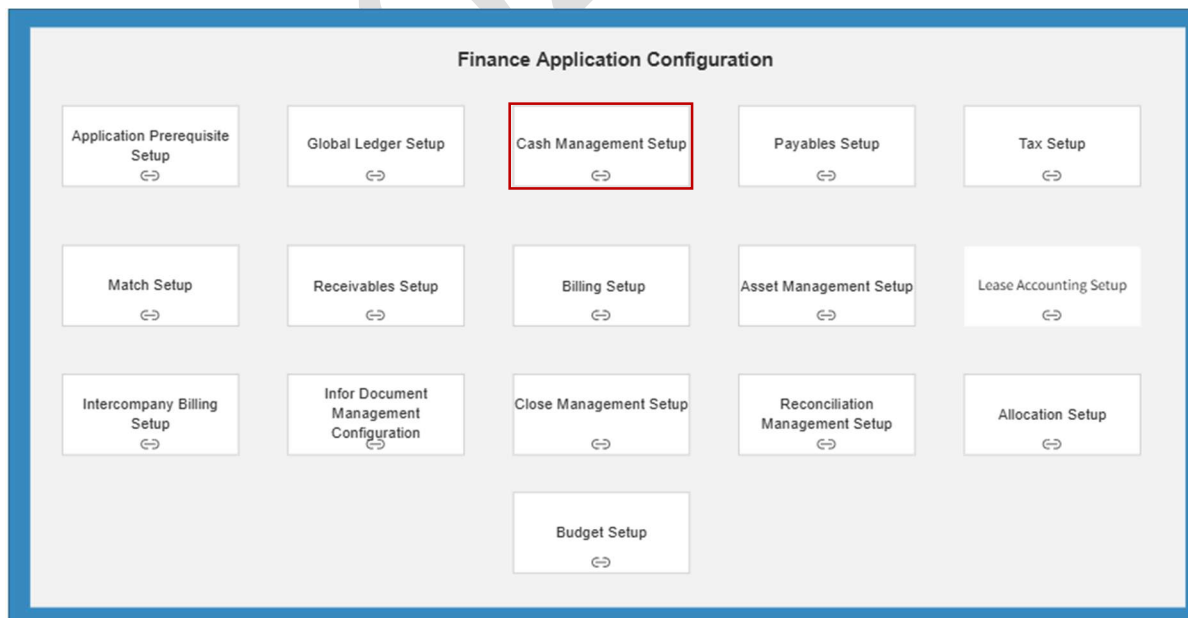 Finance Application Configuration
Application Prerequisite
Setup
Global Ledger Setup
Cash Management Setup
Payables Setup
Tax Setup
Match Setup
Receivables Setup
Billing Setup
Asset Management Setup
Lease Accounting Setup
Intercompany Billing
Setup
Infor Document
Management
Configuration
Close Management Setup
Reconciliation
Management Setup
Allocation Setup
Budget Setup